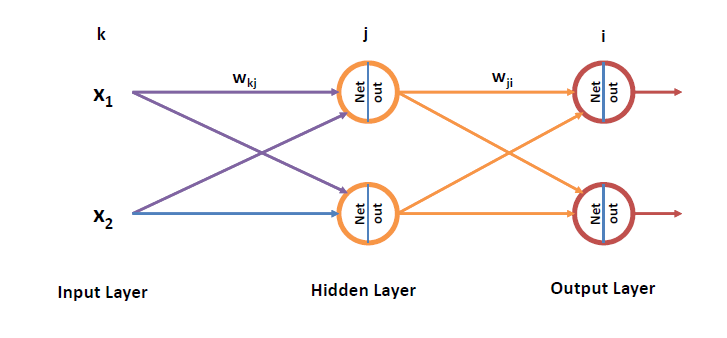 k
j
i
x1
wkj
Net
out
wji
Net
out
x2
Net
out
Net
out
Input Layer
Hidden Layer
Output Layer